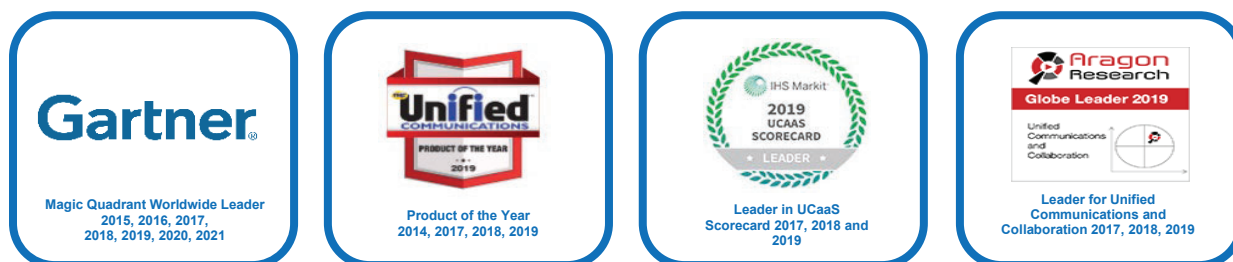 Gartner®
Magic Quadrant Worldwide Leader
2015, 2016, 2017,
2018, 2019, 2020, 2021
Unified
COMMUNICATIONS
PRODUCT OF THE YEAR
2019
Product of the Year
2014, 2017, 2018, 2019
IHS Markit
2019
UCAAS
SCORECARD
LEADER
Leader in UCaaS
Scorecard 2017, 2018 and
2019
Aragon
Research
Globe Leader 2019
Unified
Communications
and
Collaboration
Leader for Unified
Communications and
Collaboration 2017, 2018, 2019